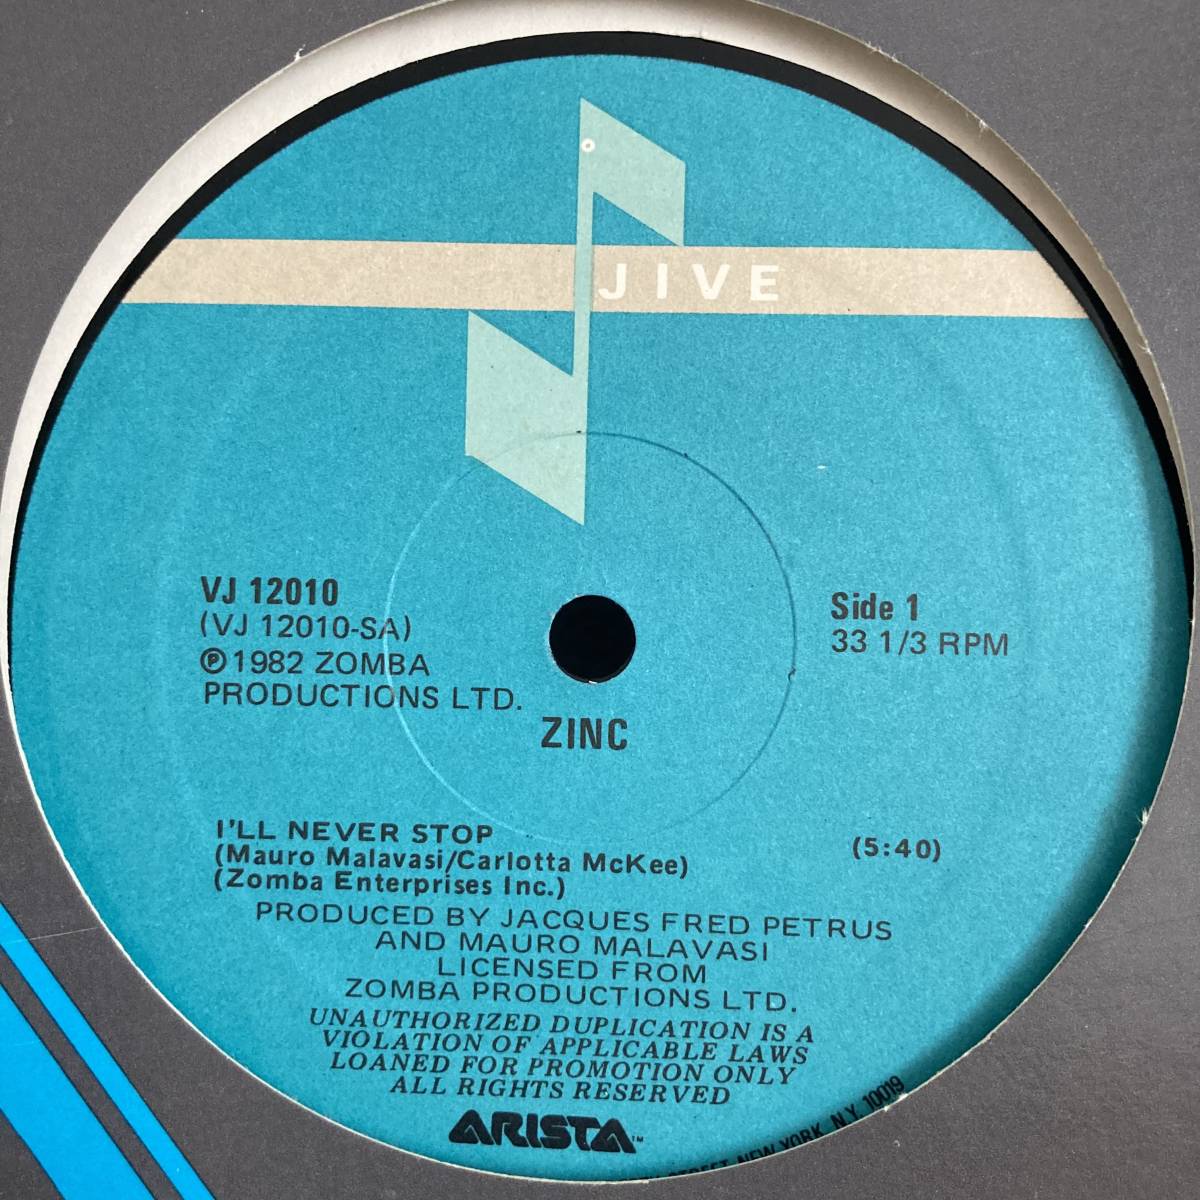 JIVE
VJ 12010
(VJ 12010-SA)
℗1982 ZOMBA
PRODUCTIONS LTD.
Side 1
33 1/3 RPM
ZINC
I'LL NEVER STOP
(5:40)
(Mauro Malavasi/Carlotta McKee)
(Zomba Enterprises Inc.)
PRODUCED BY JACQUES FRED PETRUS
AND MAURO MALAVASI
LICENSED FROM
ZOMBA PRODUCTIONS LTD.
UNAUTHORIZED DUPLICATION IS A
VIOLATION OF APPLICABLE LAWS
LOANED FOR PROMOTION ONLY
ALL RIGHTS RESERVED
ARISTA™
STREET, NEW YORK, N.Y. 10019